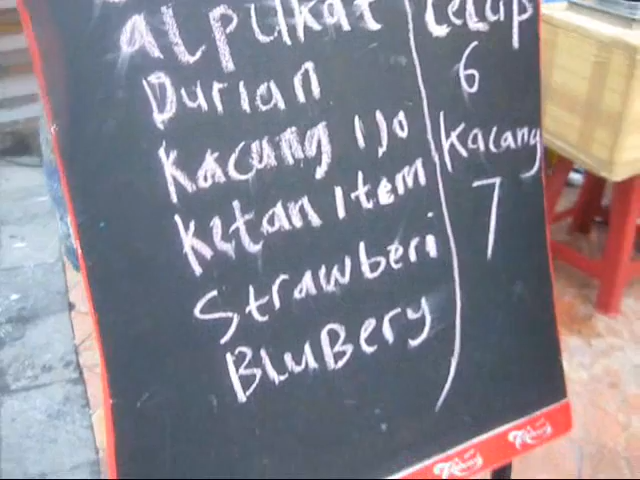 alpukat
Durian
Kacang IJO
Ketan Item
Strawberi
BluBery
Celup
6
Kacang
7